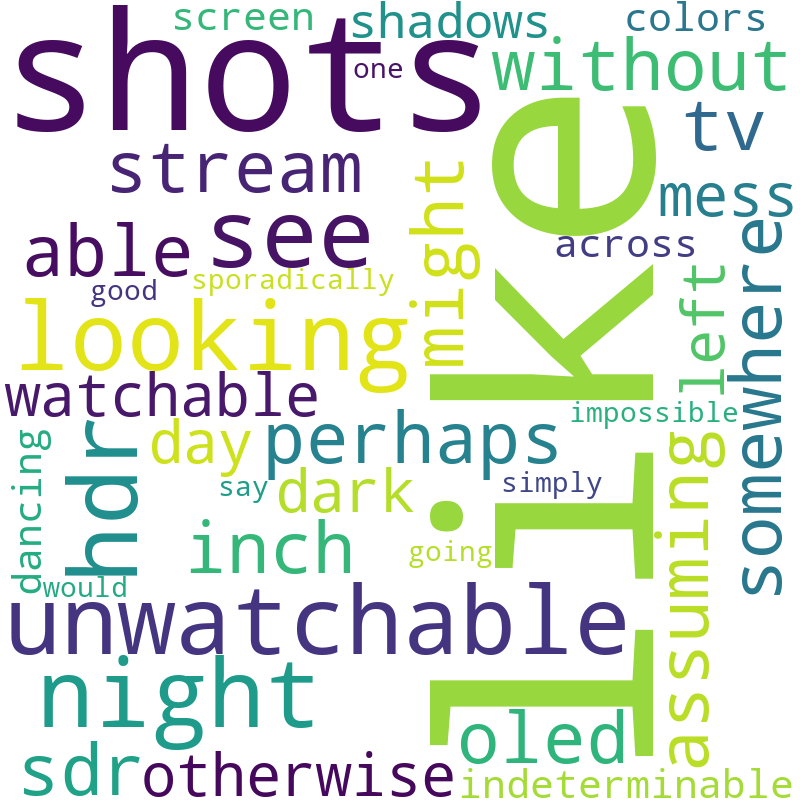 screen
shadows
colors
shots
one
without
tv
stream
like
might
mess
able
see
across
somewhere
good
sporadically
looking
left
watchable
impossible
hdr
day
perhaps
dancing
say
dark
simply
assuming
inch
going
would
unwatchable
night
oled
sdr
otherwise
indeterminable